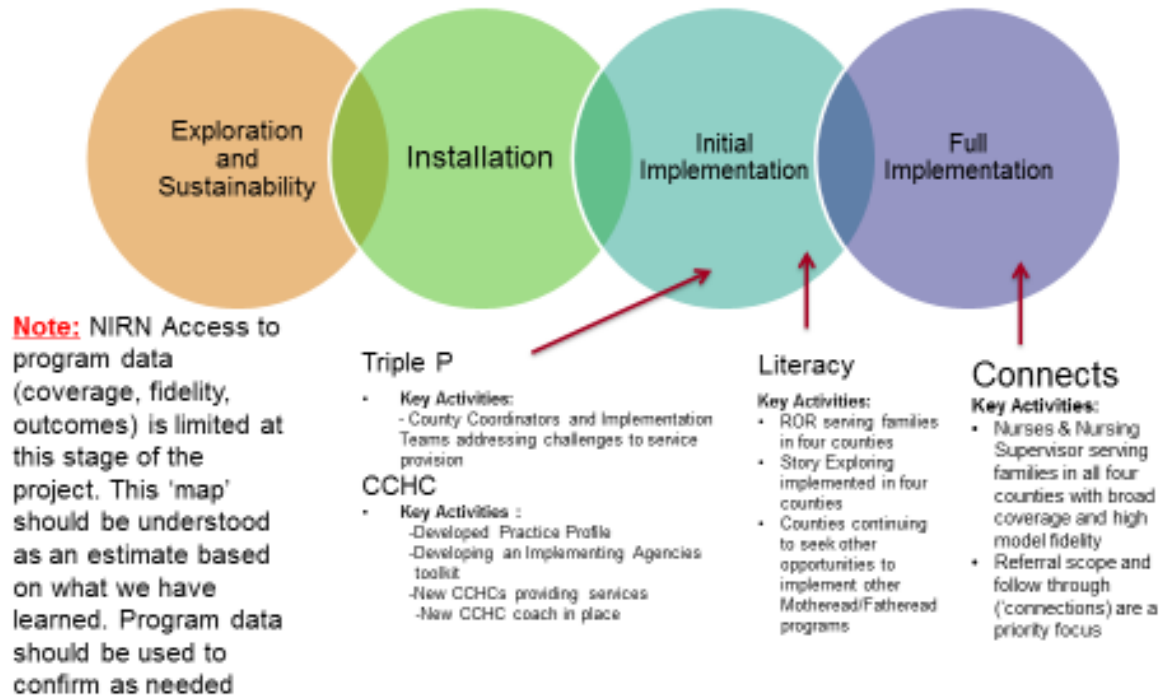 Exploration
and
Sustainability
Installation
Initial
Implementation
Full
Implementation
Note: NIRN Access to
program data
(coverage, fidelity,
outcomes) is limited at
this stage of the
project. This ‘map’
should be understood
as an estimate based
on what we have
learned. Program data
should be used to
confirm as needed
Triple P
• Key Activities:
- County Coordinators and Implementation
Teams addressing challenges to service
provision
CCHC
• Key Activities :
-Developed Practice Profile
-Developing an Implementing Agencies
toolkit
-New CCHCs providing services
-New CCHC coach in place
Literacy
Key Activities:
• ROR serving families
in four counties
• Story Exploring
implemented in four
counties
• Counties continuing
to seek other
opportunities to
implement other
Motheread/Fatheread
programs
Connects
Key Activities:
• Nurses & Nursing
Supervisor serving
families in all four
counties with broad
coverage and high
model fidelity
• Referral scope and
follow through
(‘connections) are a
priority focus